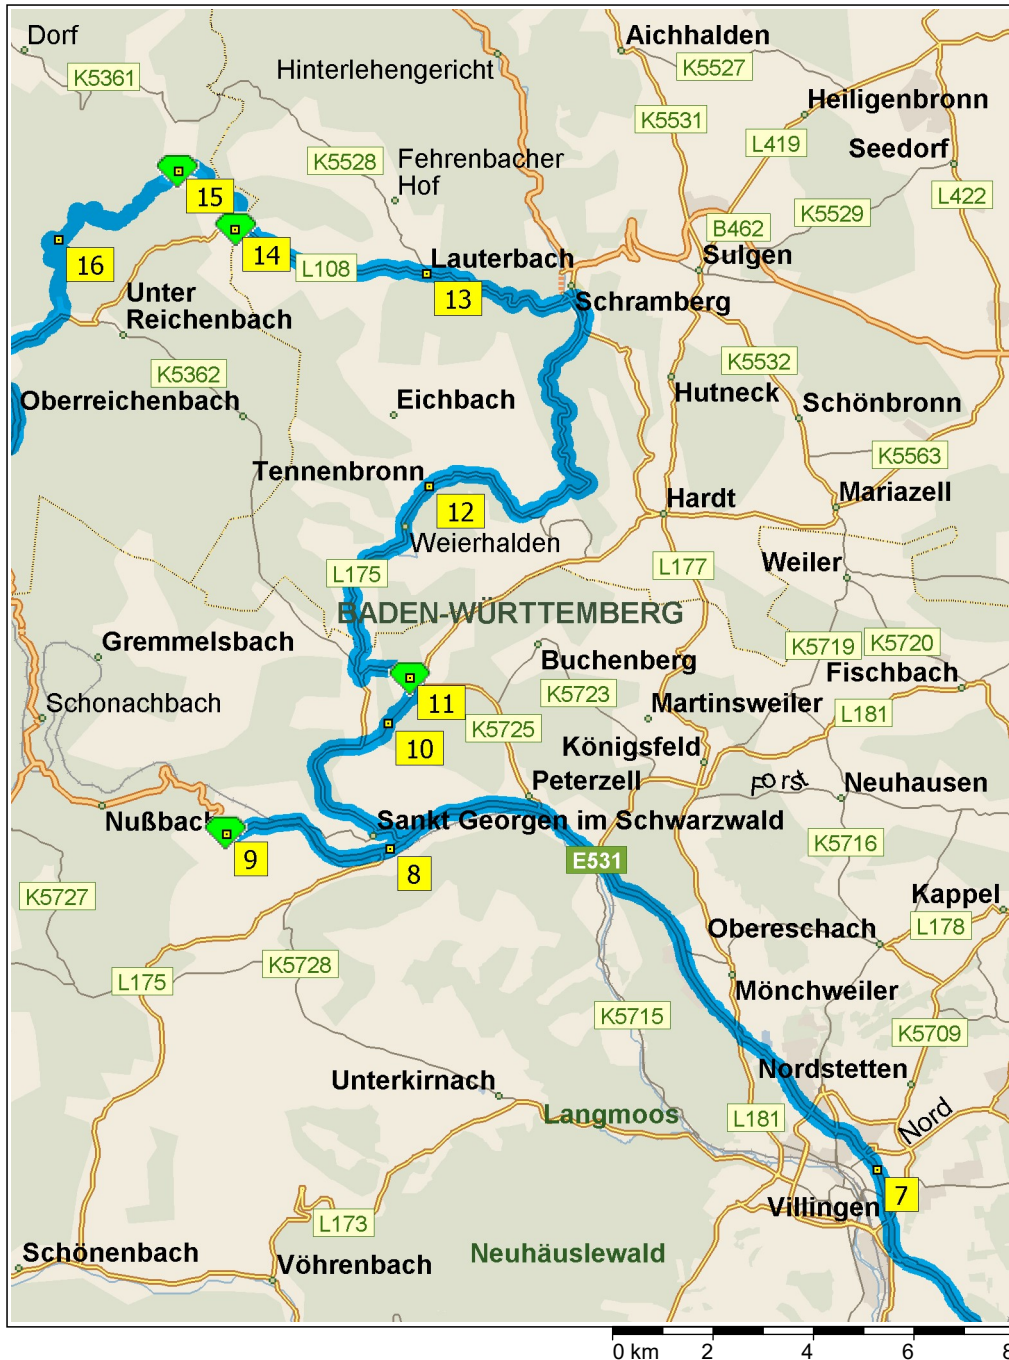 Dorf
Aichhalden
K5361
Hinterlehengericht
K5527
Heiligenbronn
K5531
L419
Seedorf
K5528
Fehrenbacher
Hof
L422
15
K5529
14
B462
16
L108
Lauterbach
Sulgen
13
Unter
Reichenbach
Schramberg
K5362
K5532
Oberreichenbach
Eichbach
Hutneck
Schönbronn
K5563
Tennenbronn
12
Hardt
Mariazell
Weierhalden
L175
L177
Weiler
BADEN-WÜRTTEMBERG
Gremmelsbach
K5719
K5720
Buchenberg
Fischbach
Schonachbach
K5723
11
Martinsweiler
L181
K5725
10
Königsfeld
Peterzell
Forst
Neuhausen
Nußbach
Sankt Georgen im Schwarzwald
9
8
E531
K5716
K5727
Kappel
Obereschach
L178
K5728
L175
Mönchweiler
K5715
K5709
Nordstetten
Unterkirnach
Langmoos
L181
Nord
7
Villingen
L173
Schönenbach
Neuhäuslewald
Vöhrenbach
0 km 2 4 6 8